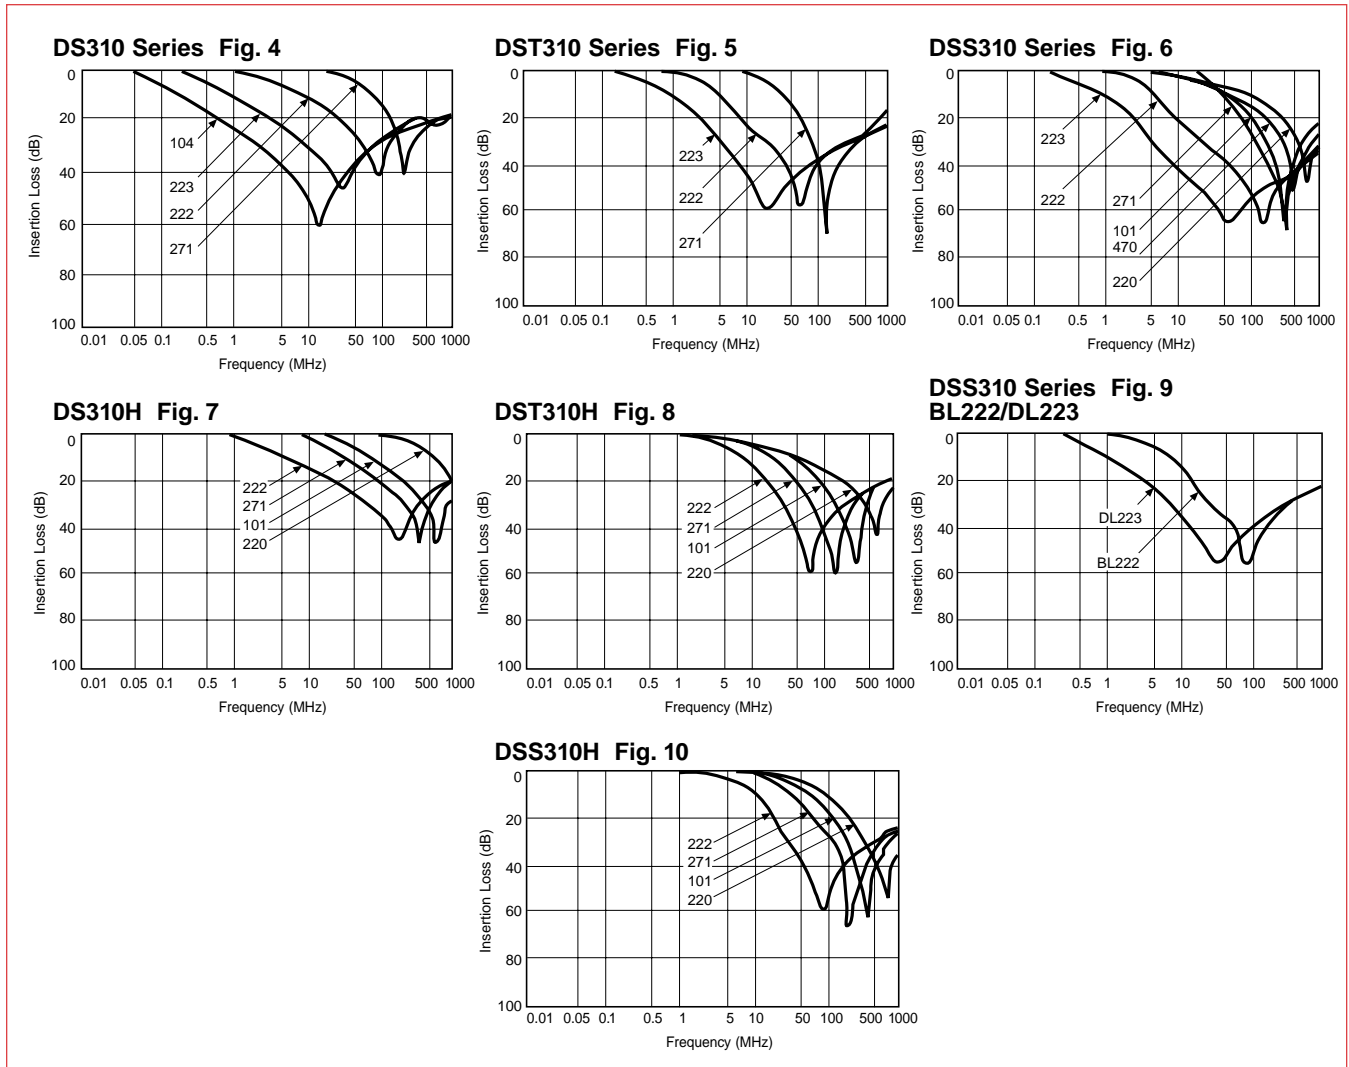 DS310 Series Fig. 4
0
20
40
60
80
100
Insertion Loss (dB)
104
223
222
271
0.01 0.05 0.1 0.5 1 5 10 50 100 500 1000
Frequency (MHz)
DST310 Series Fig. 5
0
20
40
60
80
100
Insertion Loss (dB)
223
222
271
0.01 0.05 0.1 0.5 1 5 10 50 100 500 1000
Frequency (MHz)
DSS310 Series Fig. 6
0
20
40
60
80
100
Insertion Loss (dB)
223
222
271
101
470
220
0.01 0.05 0.1 0.5 1 5 10 50 100 500 1000
Frequency (MHz)
DS310H Fig. 7
0
20
40
60
80
100
Insertion Loss (dB)
222
271
101
220
0.01 0.05 0.1 0.5 1 5 10 50 100 500 1000
Frequency (MHz)
DST310H Fig. 8
0
20
40
60
80
100
Insertion Loss (dB)
222
271
101
220
0.01 0.05 0.1 0.5 1 5 10 50 100 500 1000
Frequency (MHz)
DSS310 Series Fig. 9
BL222/DL223
0
20
40
60
80
100
Insertion Loss (dB)
DL223
BL222
0.01 0.05 0.1 0.5 1 5 10 50 100 500 1000
Frequency (MHz)
DSS310H Fig. 10
0
20
40
60
80
100
Insertion Loss (dB)
222
271
101
220
0.01 0.05 0.1 0.5 1 5 10 50 100 500 1000
Frequency (MHz)